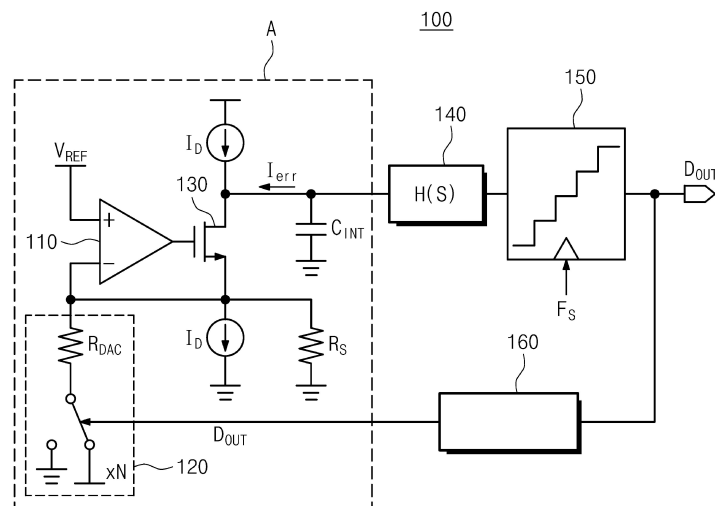 100
A
150
140
I_D
V_REF
I_err
130
D_OUT
H(S)
110
+
−
C_INT
F_S
R_DAC
I_D
R_S
160
D_OUT
xN
120